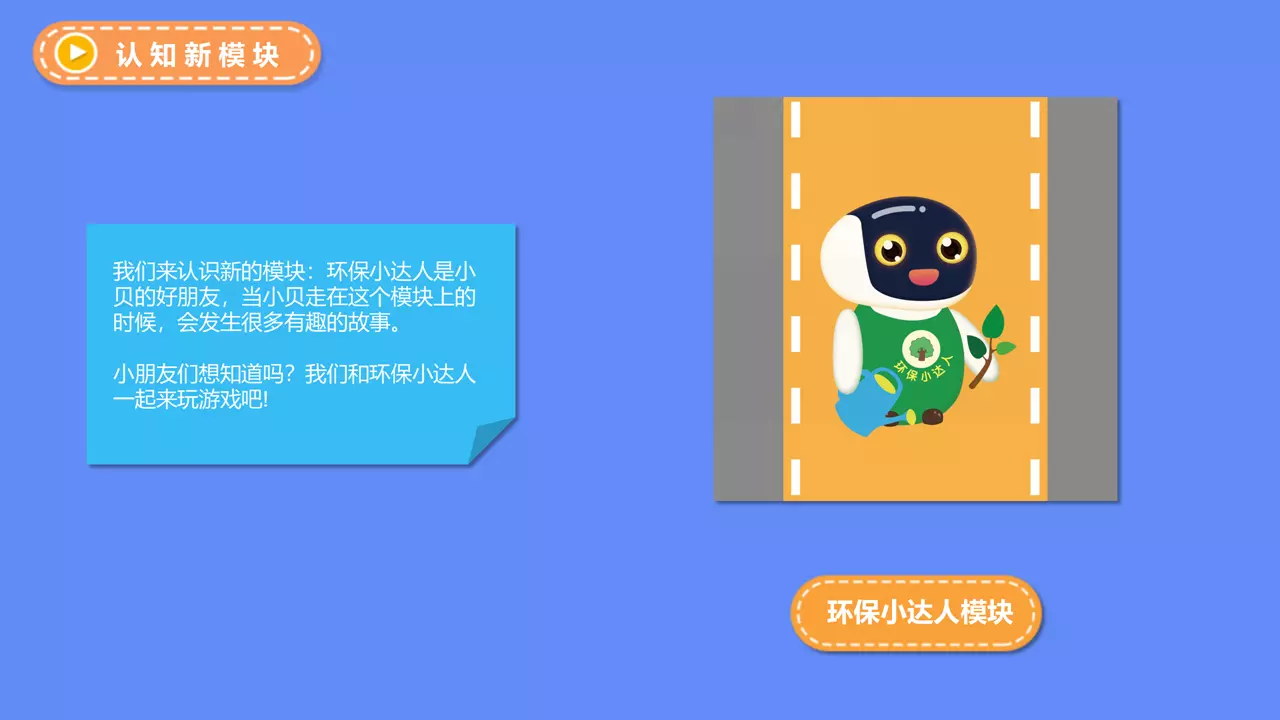 认知新模块
我们来认识新的模块：环保小达人是小
贝的好朋友，当小贝走在这个模块上的
时候，会发生很多有趣的故事。
小朋友们想知道吗？我们和环保小达人
一起来玩游戏吧!
环保小达人
环保小达人模块